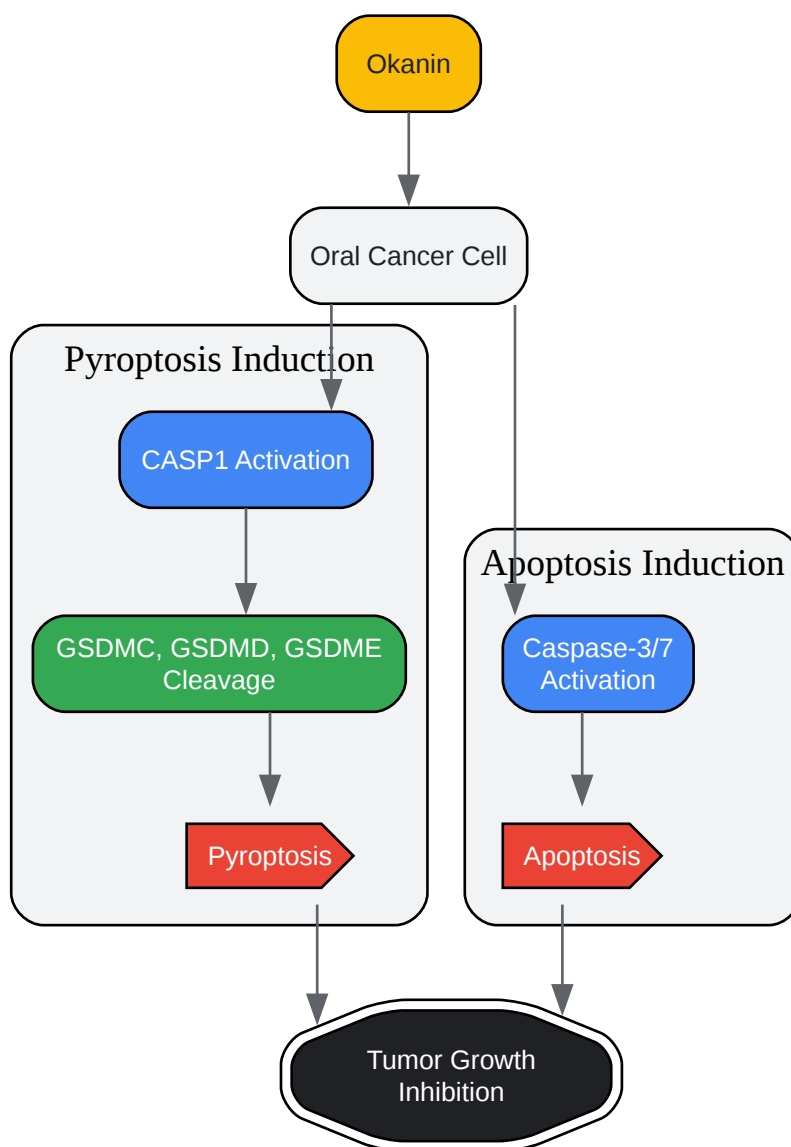 Okanin
Oral Cancer Cell
Pyroptosis Induction
CASP1 Activation
GSDMC, GSDMD, GSDME
Cleavage
Pyroptosis
Apoptosis Induction
Caspase-3/7
Activation
Apoptosis
Tumor Growth
Inhibition